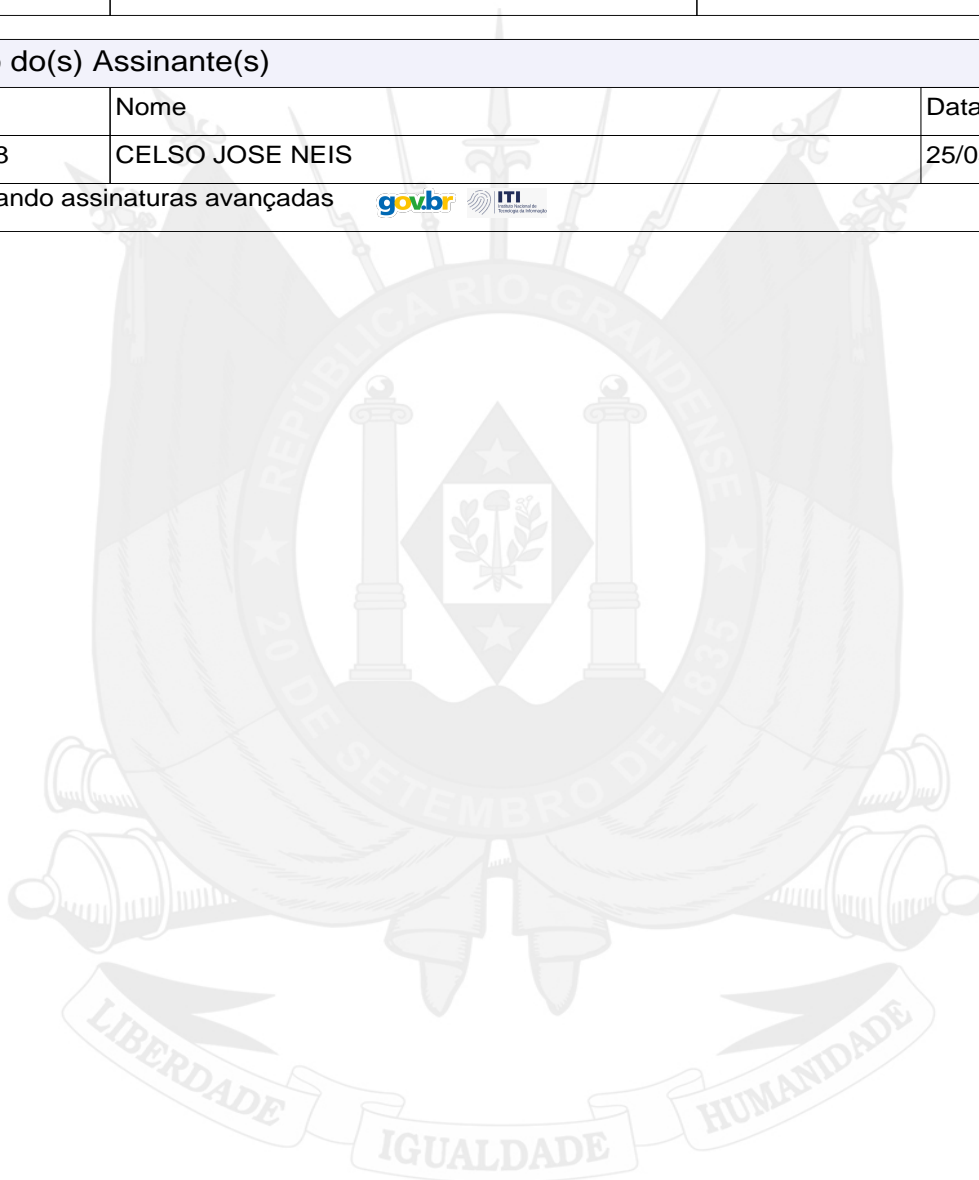 do(s) Assinante(s)
Nome
Data
CELSO JOSE NEIS
25/0
ando assinaturas avançadas
gov.br
ITI
REPÚBLICA RIO-GRANDENSE
20 DE SETEMBRO DE 1835
LIBERDADE
IGUALDADE
HUMANIDADE